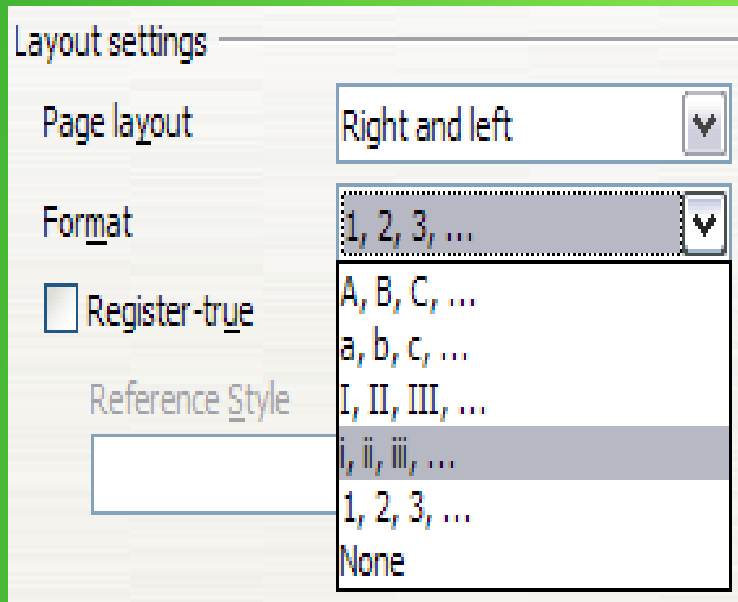 Layout settings
Page layout
Right and left
Format
1, 2, 3, ...
Register-true
A, B, C, ...
a, b, c, ...
I, II, III, ...
i, ii, iii, ...
1, 2, 3, ...
None
Reference Style